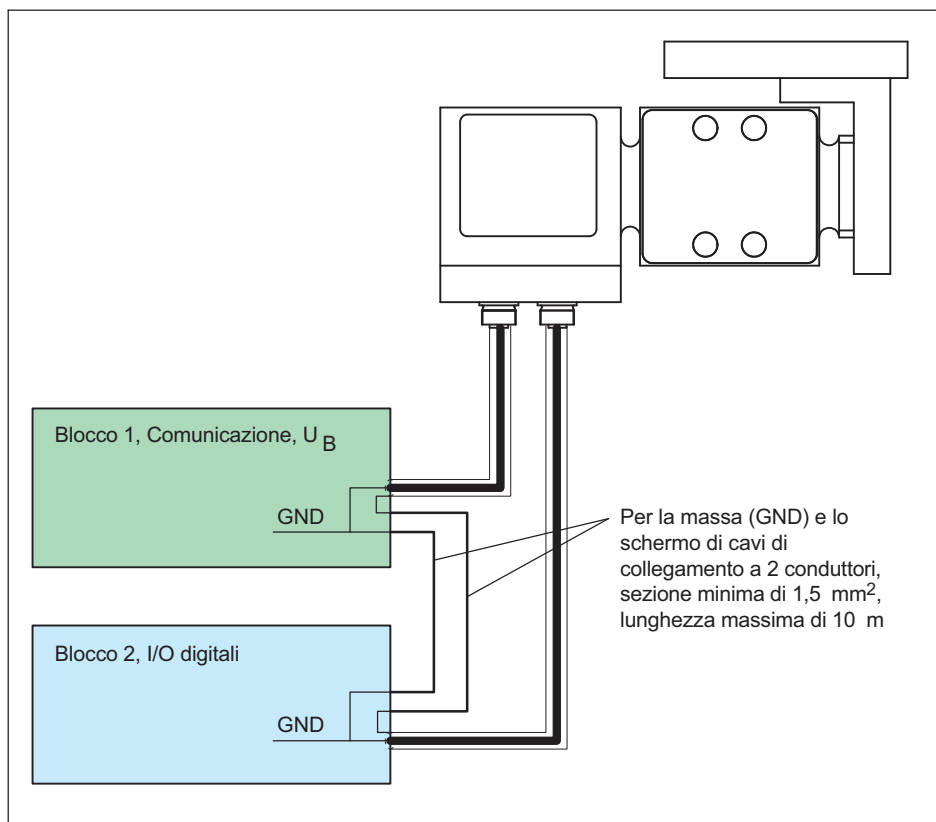 Blocco 1, Comunicazione, U B
GND
Per la massa (GND) e lo
schermo di cavi di
collegamento a 2 conduttori,
sezione minima di 1,5 mm²,
lunghezza massima di 10 m
Blocco 2, I/O digitali
GND